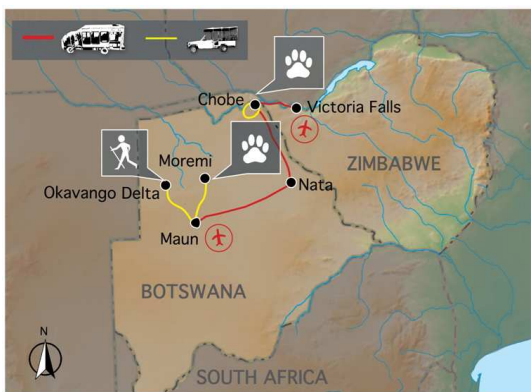 Chobe
Victoria Falls
ZIMBABWE
Moremi
Okavango Delta
Nata
Maun
BOTSWANA
N
SOUTH AFRICA